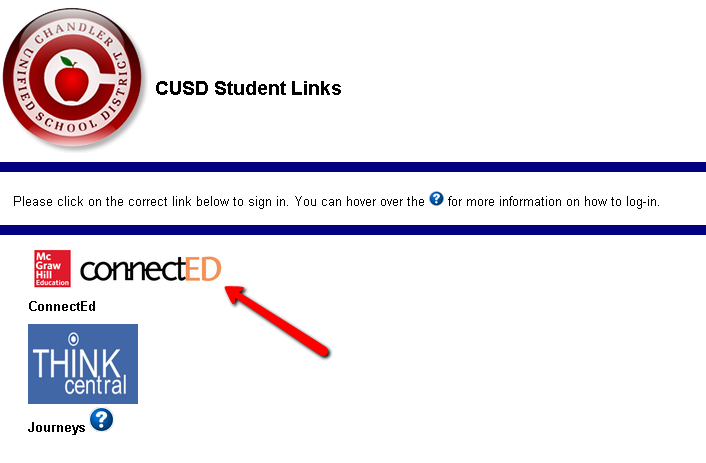 CHANDLER
UNIFIED SCHOOL DISTRICT
CUSD Student Links
Please click on the correct link below to sign in. You can hover over the ? for more information on how to log-in.
Mc
Graw
Hill
Education
connectED
ConnectEd
THINK
central
Journeys ?